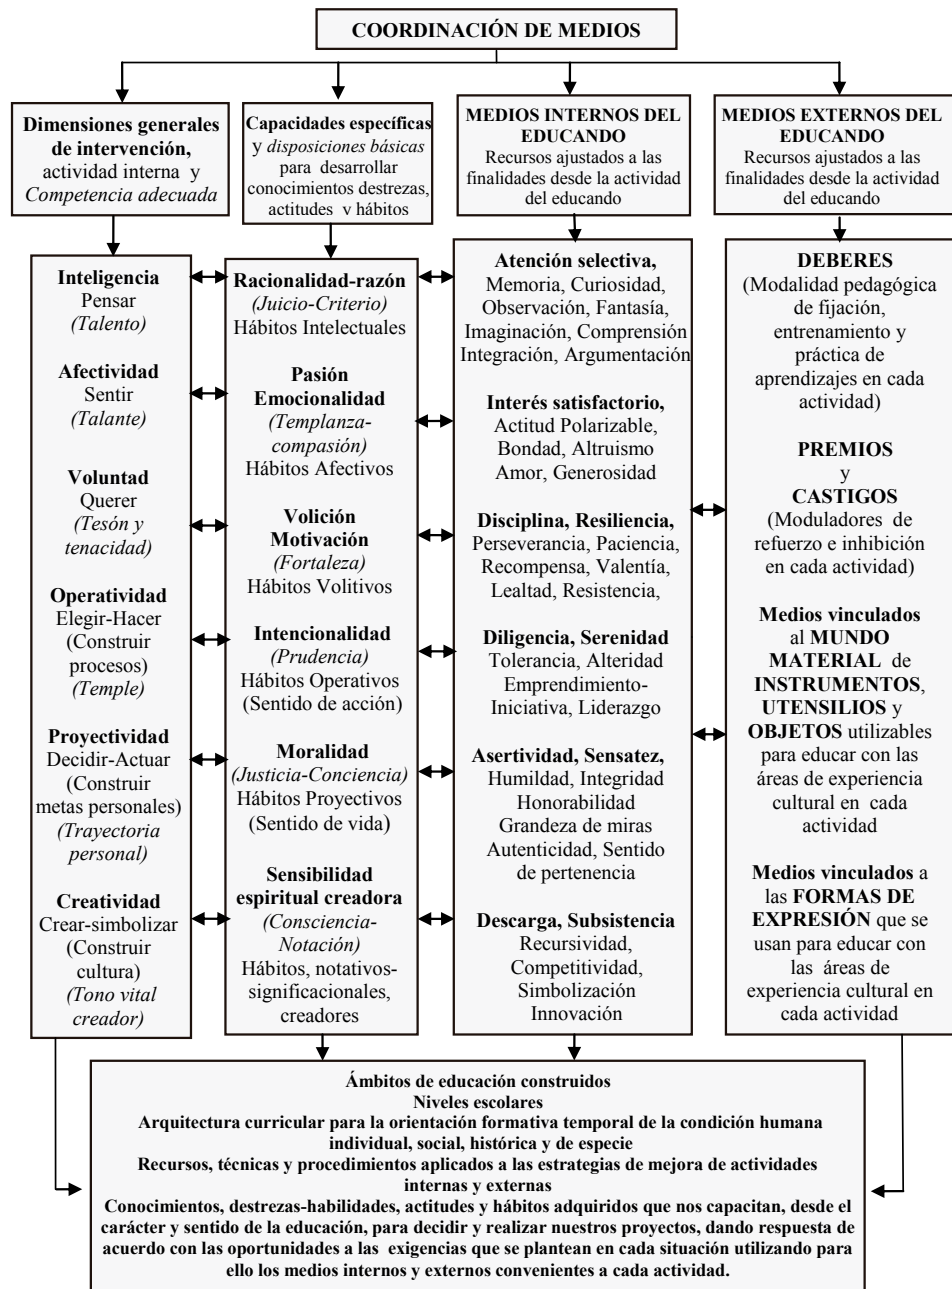 COORDINACIÓN DE MEDIOS
Dimensiones generales
de intervención,
actividad interna y
Competencia adecuada
Capacidades específicas
y disposiciones básicas
para desarrollar
conocimientos destrezas,
actitudes y hábitos
MEDIOS INTERNOS DEL
EDUCANDO
Recursos ajustados a las
finalidades desde la actividad
del educando
MEDIOS EXTERNOS DEL
EDUCANDO
Recursos ajustados a las
finalidades desde la actividad
del educando
Inteligencia
Pensar
(Talento)
Afectividad
Sentir
(Talante)
Voluntad
Querer
(Tesón y
tenacidad)
Operatividad
Elegir-Hacer
(Construir
procesos)
(Temple)
Proyectividad
Decidir-Actuar
(Construir
metas personales)
(Trayectoria
personal)
Creatividad
Crear-simbolizar
(Construir
cultura)
(Tono vital
creador)
Racionalidad-razón
(Juicio-Criterio)
Hábitos Intelectuales
Pasión
Emocionalidad
(Templanza-
compasión)
Hábitos Afectivos
Volición
Motivación
(Fortaleza)
Hábitos Volitivos
Intencionalidad
(Prudencia)
Hábitos Operativos
(Sentido de acción)
Moralidad
(Justicia-Conciencia)
Hábitos Proyectivos
(Sentido de vida)
Sensibilidad
espiritual creadora
(Consciencia-
Notación)
Hábitos, notativos-
significacionales,
creadores
Atención selectiva,
Memoria, Curiosidad,
Observación, Fantasía,
Imaginación, Comprensión
Integración, Argumentación
Interés satisfactorio,
Actitud Polarizable,
Bondad, Altruismo
Amor, Generosidad
Disciplina, Resiliencia,
Perseverancia, Paciencia,
Recompensa, Valentía,
Lealtad, Resistencia,
Diligencia, Serenidad
Tolerancia, Alteridad
Emprendimiento-
Iniciativa, Liderazgo
Asertividad, Sensatez,
Humildad, Integridad
Honorabilidad
Grandeza de miras
Autenticidad, Sentido
de pertenencia
Descarga, Subsistencia
Recursividad,
Competitividad,
Simbolización
Innovación
DEBERES
(Modalidad pedagógica
de fijación,
entrenamiento y
práctica de
aprendizajes en cada
actividad)
PREMIOS
y
CASTIGOS
(Moduladores de
refuerzo e inhibición
en cada actividad)
Medios vinculados
al MUNDO
MATERIAL de
INSTRUMENTOS,
UTENSILIOS y
OBJETOS utilizables
para educar con las
áreas de experiencia
cultural en cada
actividad
Medios vinculados a
las FORMAS DE
EXPRESIÓN que se
usan para educar con
las áreas de
experiencia cultural en
cada actividad
Ámbitos de educación construidos
Niveles escolares
Arquitectura curricular para la orientación formativa temporal de la condición humana
individual, social, histórica y de especie
Recursos, técnicas y procedimientos aplicados a las estrategias de mejora de actividades
internas y externas
Conocimientos, destrezas-habilidades, actitudes y hábitos adquiridos que nos capacitan, desde el
carácter y sentido de la educación, para decidir y realizar nuestros proyectos, dando respuesta de
acuerdo con las oportunidades a las exigencias que se plantean en cada situación utilizando para
ello los medios internos y externos convenientes a cada actividad.